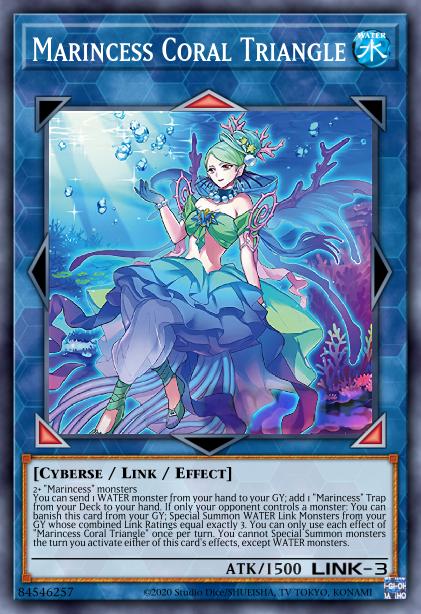 Marincess Coral Triangle
WATER
水
[Cyberse / Link / Effect]
2+ "Marincess" monsters
You can send 1 WATER monster from your hand to your GY; add 1 "Marincess" Trap
from your Deck to your hand. If only your opponent controls a monster: You can
banish this card from your GY; Special Summon WATER Link Monsters from your
GY whose combined Link Ratings equal exactly 3. You can only use each effect of
"Marincess Coral Triangle" once per turn. You cannot Special Summon monsters
the turn you activate either of this card's effects, except WATER monsters.
ATK/1500 LINK-3
84546257 ©2020 Studio Dice/SHUEISHA, TV TOKYO, KONAMI